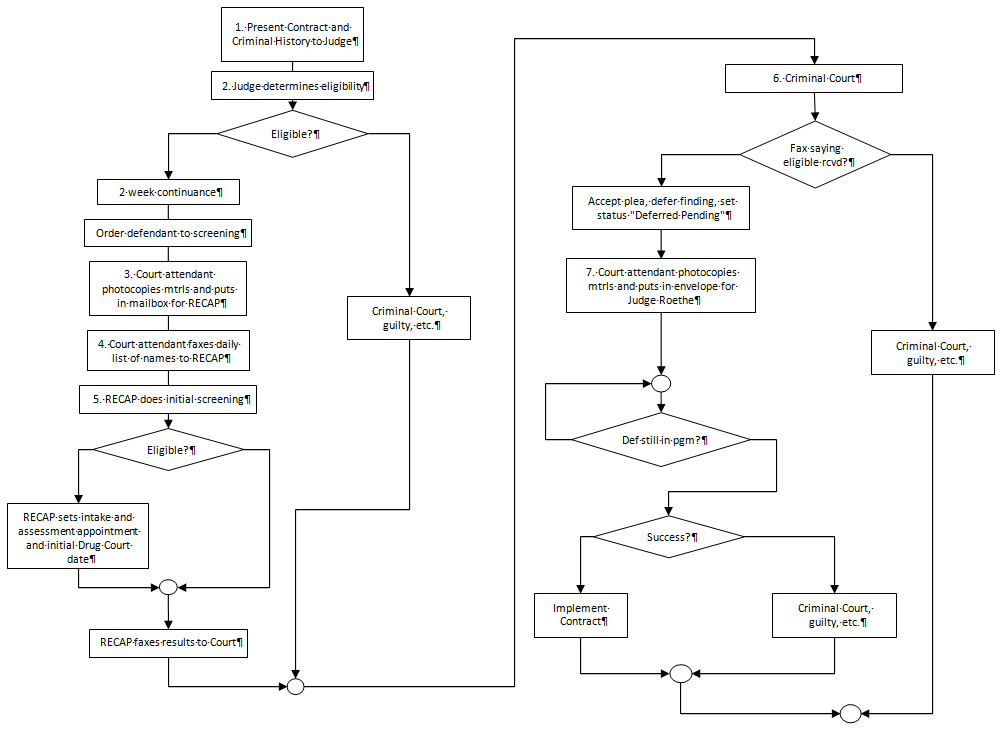 1. Present Contract and
Criminal History to Judge¶
2. Judge determines eligibility¶
Eligible?¶
2 week continuance¶
Order defendant to screening¶
3. Court attendant
photocopies mtrls and puts
in mailbox for RECAP¶
4. Court attendant faxes daily
list of names to RECAP¶
5. RECAP does initial screening¶
Eligible?¶
RECAP sets intake and
assessment appointment
and initial Drug Court
date¶
RECAP faxes results to Court¶
Criminal Court,
guilty, etc.¶
6. Criminal Court¶
Fax saying
eligible rcvd?¶
Accept plea, defer finding, set
status "Deferred Pending"¶
7. Court attendant photocopies
mtrls and puts in envelope for
Judge Roethe¶
Criminal Court,
guilty, etc.¶
Def still in pgm?¶
Success?¶
Implement
Contract¶
Criminal Court,
guilty, etc.¶